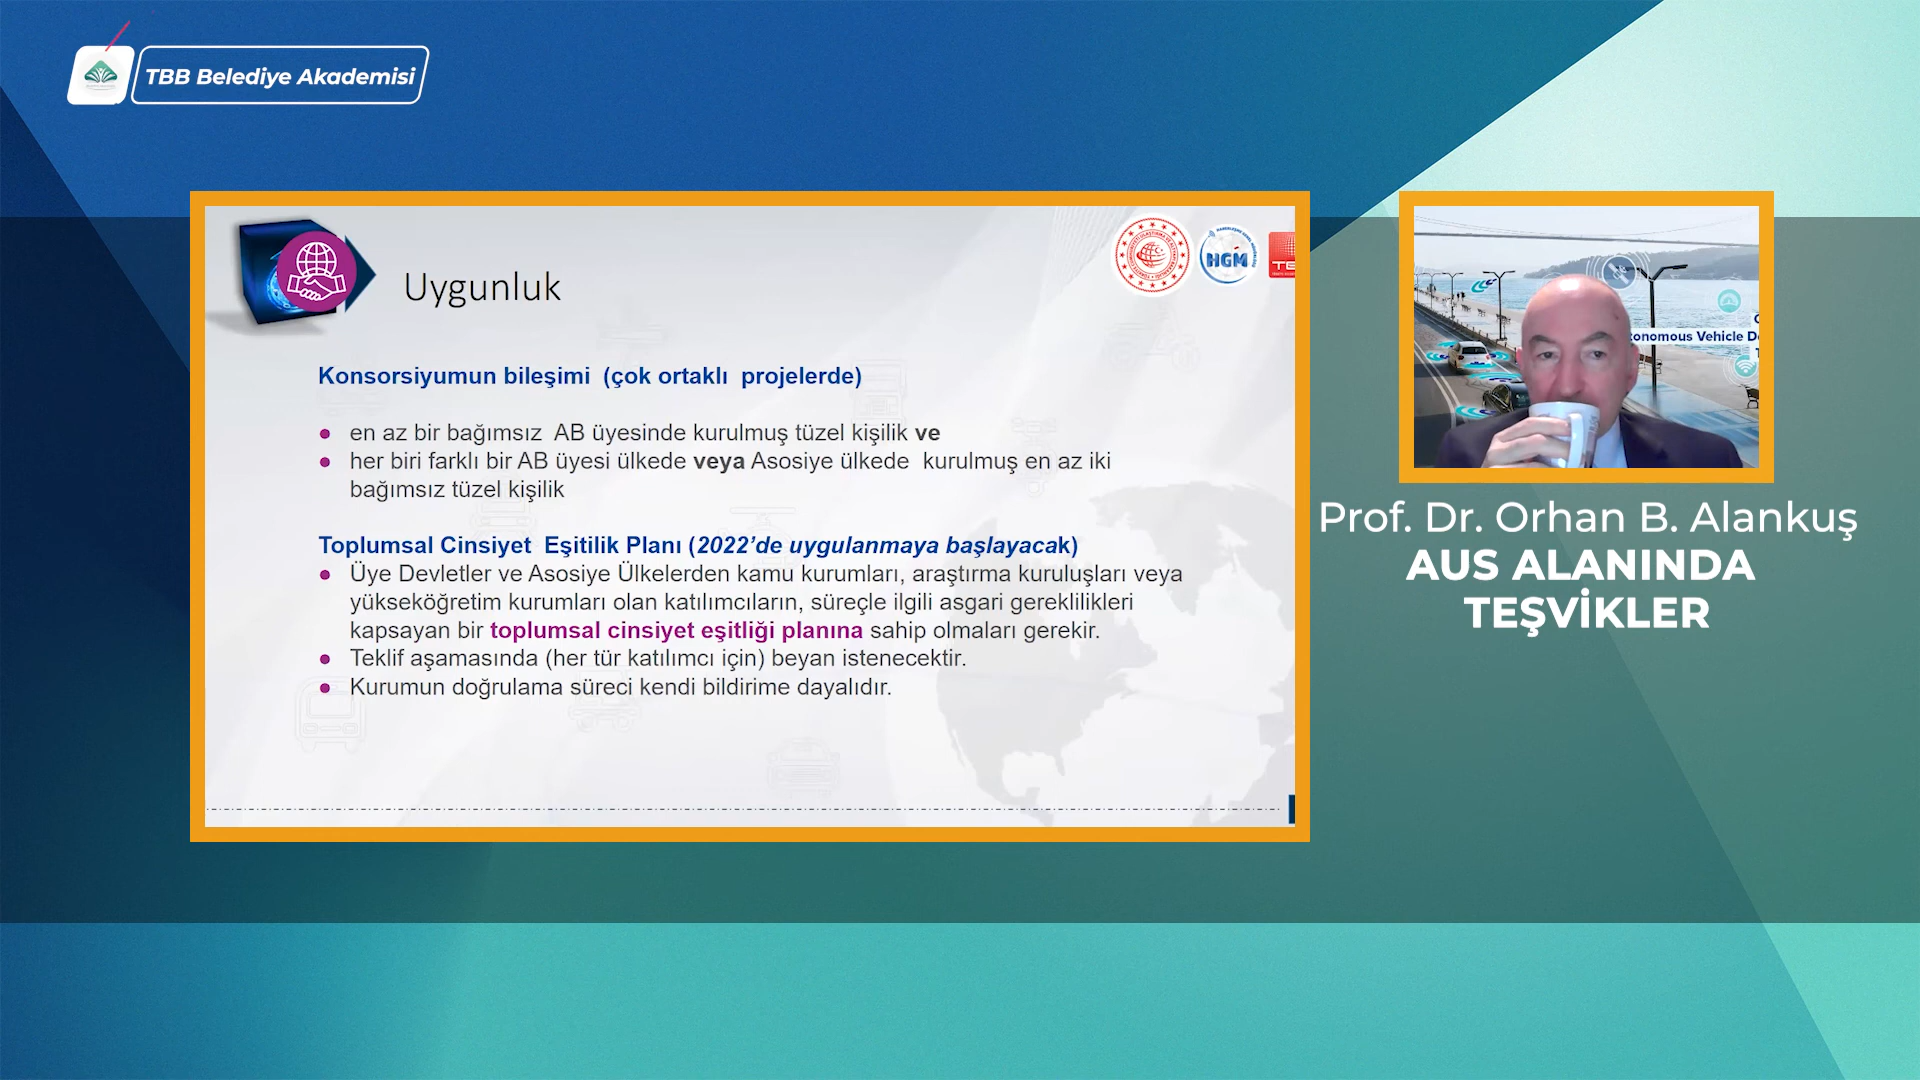 TBB Belediye Akademisi
Uygunluk
HGM
Konsorsiyumun bileşimi (çok ortaklı projelerde)
● en az bir bağımsız AB üyesinde kurulmuş tüzel kişilik ve
● her biri farklı bir AB üyesi ülkede veya Asosiye ülkede kurulmuş en az iki
bağımsız tüzel kişilik
Toplumsal Cinsiyet Eşitilik Planı (2022’de uygulanmaya başlayacak)
● Üye Devletler ve Asosiye Ülkelerden kamu kurumları, araştırma kuruluşları veya
yükseköğretim kurumları olan katılımcıların, süreçle ilgili asgari gereklilikleri
kapsayan bir toplumsal cinsiyet eşitliği planına sahip olmaları gerekir.
● Teklif aşamasında (her tür katılımcı için) beyan istenecektir.
● Kurumun doğrulama süreci kendi bildirime dayalıdır.
Vehicle
Prof. Dr. Orhan B. Alankuş
AUS ALANINDA
TEŞVİKLER